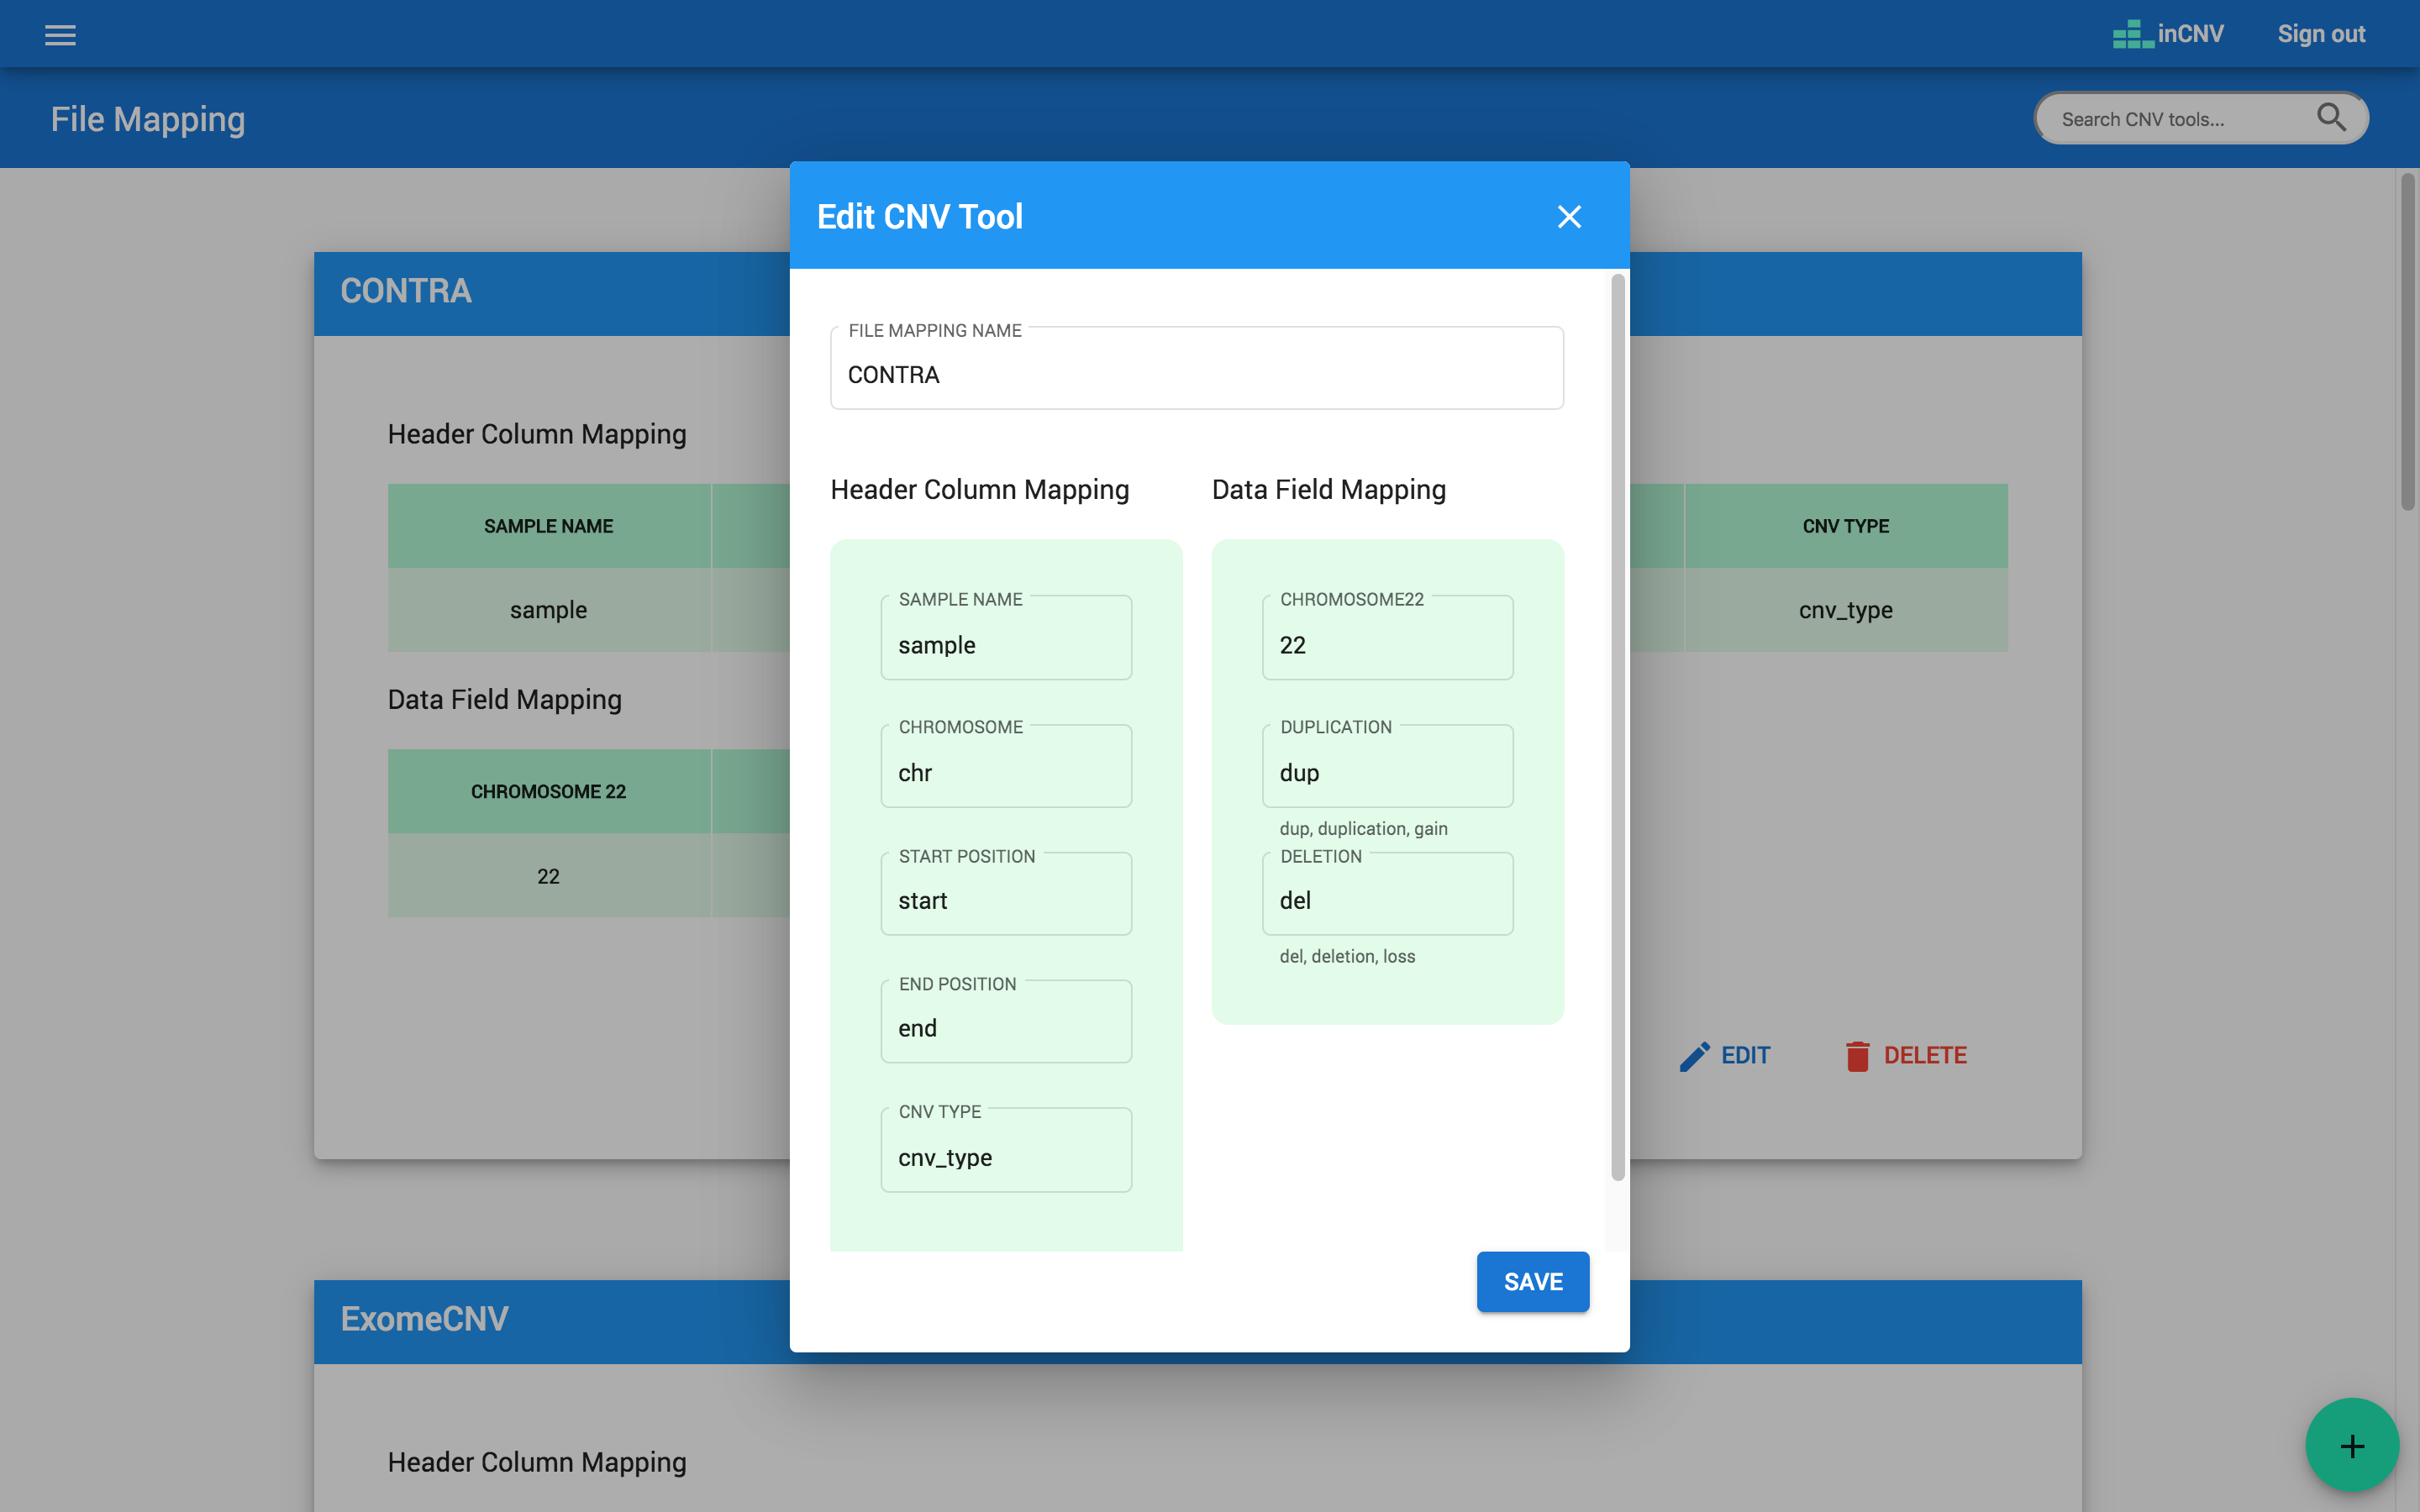 inCNV
Sign out
File Mapping
Search CNV tools...
CONTRA
Header Column Mapping
SAMPLE NAME
CNV TYPE
sample
cnv_type
Data Field Mapping
CHROMOSOME 22
22
EDIT
DELETE
ExomeCNV
Header Column Mapping
Edit CNV Tool
FILE MAPPING NAME
CONTRA
Header Column Mapping
SAMPLE NAME
sample
CHROMOSOME
chr
START POSITION
start
END POSITION
end
CNV TYPE
cnv_type
Data Field Mapping
CHROMOSOME22
22
DUPLICATION
dup
dup, duplication, gain
DELETION
del
del, deletion, loss
SAVE